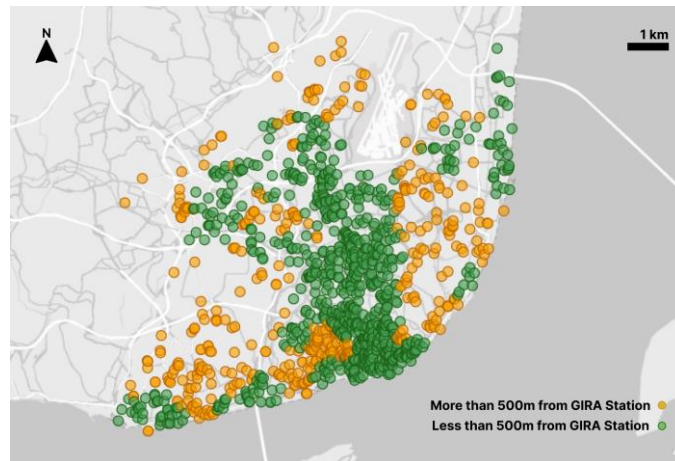 N
1 km
More than 500m from GIRA Station
Less than 500m from GIRA Station